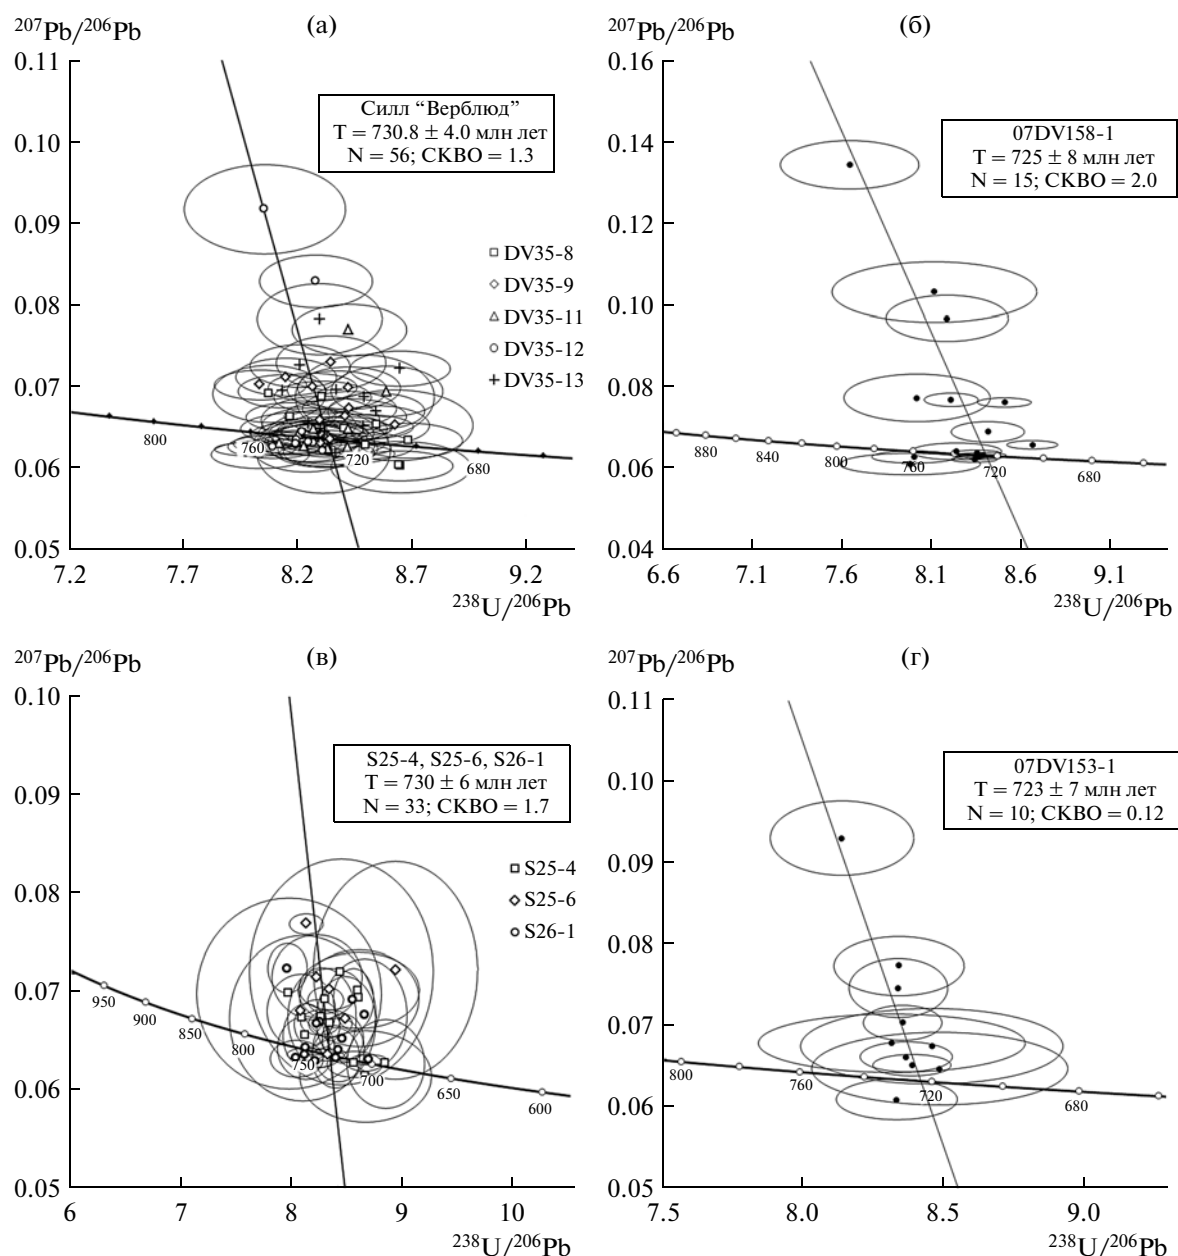 ²⁰⁷Pb/²⁰⁶Pb
(а)
0.11
0.10
0.09
0.08
0.07
0.06
0.05
Силл “Верблюд”
T = 730.8 ± 4.0 млн лет
N = 56; СКВО = 1.3
DV35-8
DV35-9
DV35-11
DV35-12
DV35-13
800
760
720
680
7.2
7.7
8.2
8.7
9.2
²³⁸U/²⁰⁶Pb
²⁰⁷Pb/²⁰⁶Pb
(б)
0.16
0.14
0.12
0.10
0.08
0.06
0.04
07DV158-1
T = 725 ± 8 млн лет
N = 15; СКВО = 2.0
880
840
800
760
720
680
6.6
7.1
7.6
8.1
8.6
9.1
²³⁸U/²⁰⁶Pb
²⁰⁷Pb/²⁰⁶Pb
(в)
0.10
0.09
0.08
0.07
0.06
0.05
S25-4, S25-6, S26-1
T = 730 ± 6 млн лет
N = 33; СКВО = 1.7
S25-4
S25-6
S26-1
950
900
850
800
750
700
650
600
6
7
8
9
10
²³⁸U/²⁰⁶Pb
²⁰⁷Pb/²⁰⁶Pb
(г)
0.11
0.10
0.09
0.08
0.07
0.06
0.05
07DV153-1
T = 723 ± 7 млн лет
N = 10; СКВО = 0.12
800
760
720
680
7.5
8.0
8.5
9.0
²³⁸U/²⁰⁶Pb